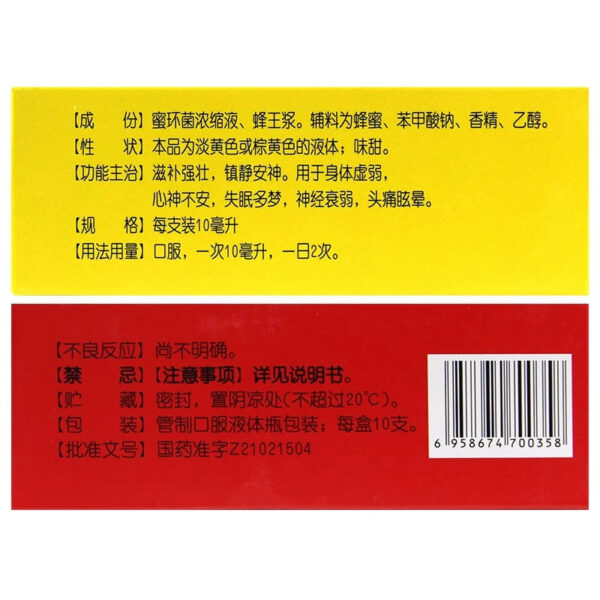 【成　份】蜜环菌浓缩液、蜂王浆。辅料为蜂蜜、苯甲酸钠、香精、乙醇。
【性　状】本品为淡黄色或棕黄色的液体；味甜。
【功能主治】滋补强壮，镇静安神。用于身体虚弱，
心神不安，失眠多梦，神经衰弱，头痛眩晕。
【规　格】每支装10毫升
【用法用量】口服，一次10毫升，一日2次。
【不良反应】尚不明确。
【禁　忌】【注意事项】详见说明书。
【贮　藏】密封，置阴凉处(不超过20℃)。
【包　装】管制口服液体瓶包装；每盒10支。
【批准文号】国药准字Z21021504
6 958674 700358